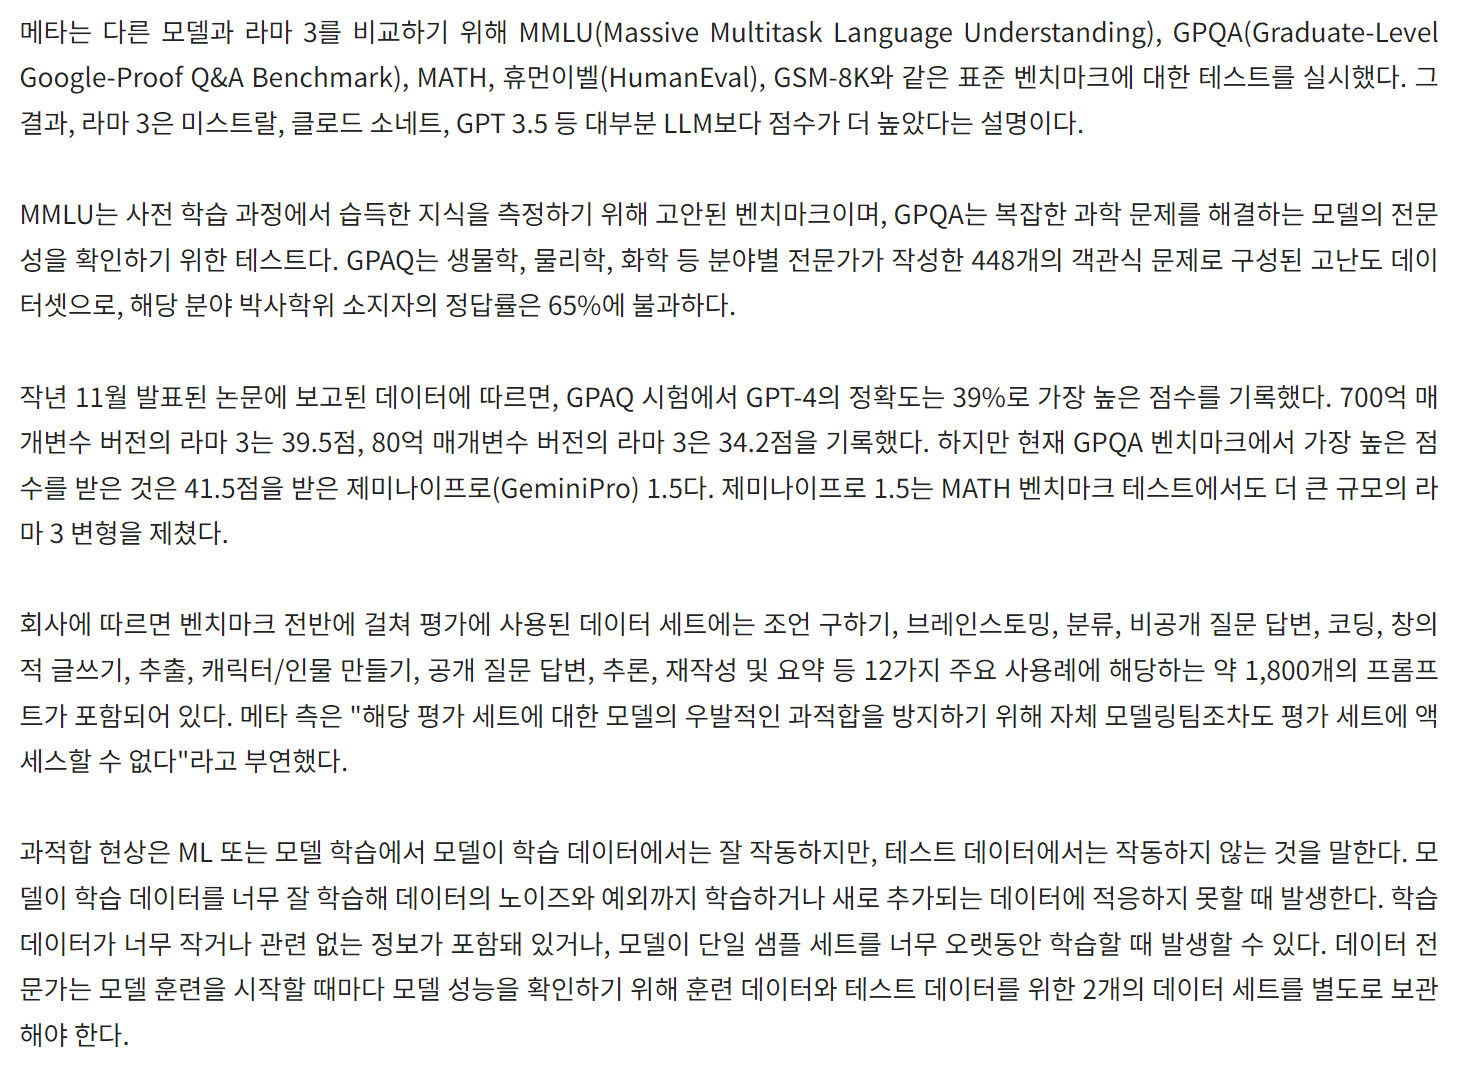 메타는 다른 모델과 라마 3를 비교하기 위해 MMLU(Massive Multitask Language Understanding), GPQA(Graduate-Level
Google-Proof Q&A Benchmark), MATH, 휴먼이벨(HumanEval), GSM-8K와 같은 표준 벤치마크에 대한 테스트를 실시했다. 그
결과, 라마 3은 미스트랄, 클로드 소네트, GPT 3.5 등 대부분 LLM보다 점수가 더 높았다는 설명이다.
MMLU는 사전 학습 과정에서 습득한 지식을 측정하기 위해 고안된 벤치마크이며, GPQA는 복잡한 과학 문제를 해결하는 모델의 전문
성을 확인하기 위한 테스트다. GPAQ는 생물학, 물리학, 화학 등 분야별 전문가가 작성한 448개의 객관식 문제로 구성된 고난도 데이
터셋으로, 해당 분야 박사학위 소지자의 정답률은 65%에 불과하다.
작년 11월 발표된 논문에 보고된 데이터에 따르면, GPAQ 시험에서 GPT-4의 정확도는 39%로 가장 높은 점수를 기록했다. 700억 매
개변수 버전의 라마 3는 39.5점, 80억 매개변수 버전의 라마 3은 34.2점을 기록했다. 하지만 현재 GPQA 벤치마크에서 가장 높은 점
수를 받은 것은 41.5점을 받은 제미나이프로(GeminiPro) 1.5다. 제미나이프로 1.5는 MATH 벤치마크 테스트에서도 더 큰 규모의 라
마 3 변형을 제쳤다.
회사에 따르면 벤치마크 전반에 걸쳐 평가에 사용된 데이터 세트에는 조언 구하기, 브레인스토밍, 분류, 비공개 질문 답변, 코딩, 창의
적 글쓰기, 추출, 캐릭터/인물 만들기, 공개 질문 답변, 추론, 재작성 및 요약 등 12가지 주요 사용례에 해당하는 약 1,800개의 프롬프
트가 포함되어 있다. 메타 측은 "해당 평가 세트에 대한 모델의 우발적인 과적합을 방지하기 위해 자체 모델링팀조차도 평가 세트에 액
세스할 수 없다"라고 부연했다.
과적합 현상은 ML 또는 모델 학습에서 모델이 학습 데이터에서는 잘 작동하지만, 테스트 데이터에서는 작동하지 않는 것을 말한다. 모
델이 학습 데이터를 너무 잘 학습해 데이터의 노이즈와 예외까지 학습하거나 새로 추가되는 데이터에 적응하지 못할 때 발생한다. 학습
데이터가 너무 작거나 관련 없는 정보가 포함돼 있거나, 모델이 단일 샘플 세트를 너무 오랫동안 학습할 때 발생할 수 있다. 데이터 전
문가는 모델 훈련을 시작할 때마다 모델 성능을 확인하기 위해 훈련 데이터와 테스트 데이터를 위한 2개의 데이터 세트를 별도로 보관
해야 한다.